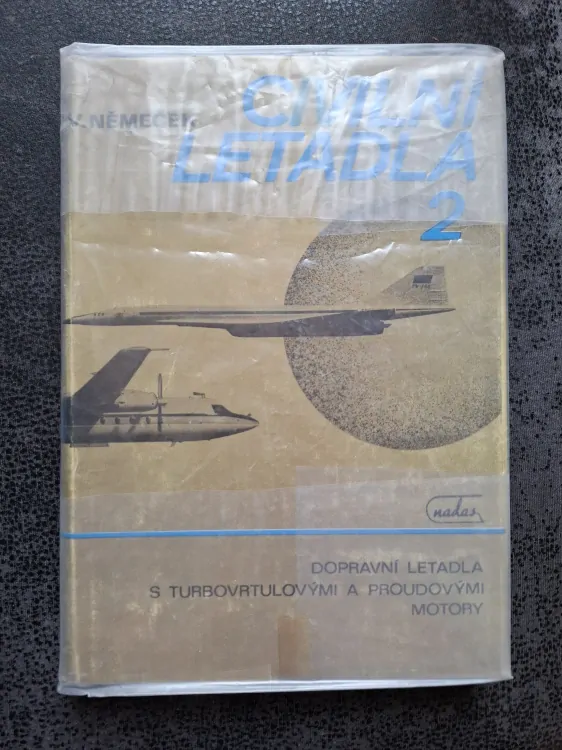 V. NĚMEČEK
CIVILNÍ
LETADLA
2
nadas
DOPRAVNÍ LETADLA
S TURBOVRTULOVÝMI A PROUDOVÝMI
MOTORY